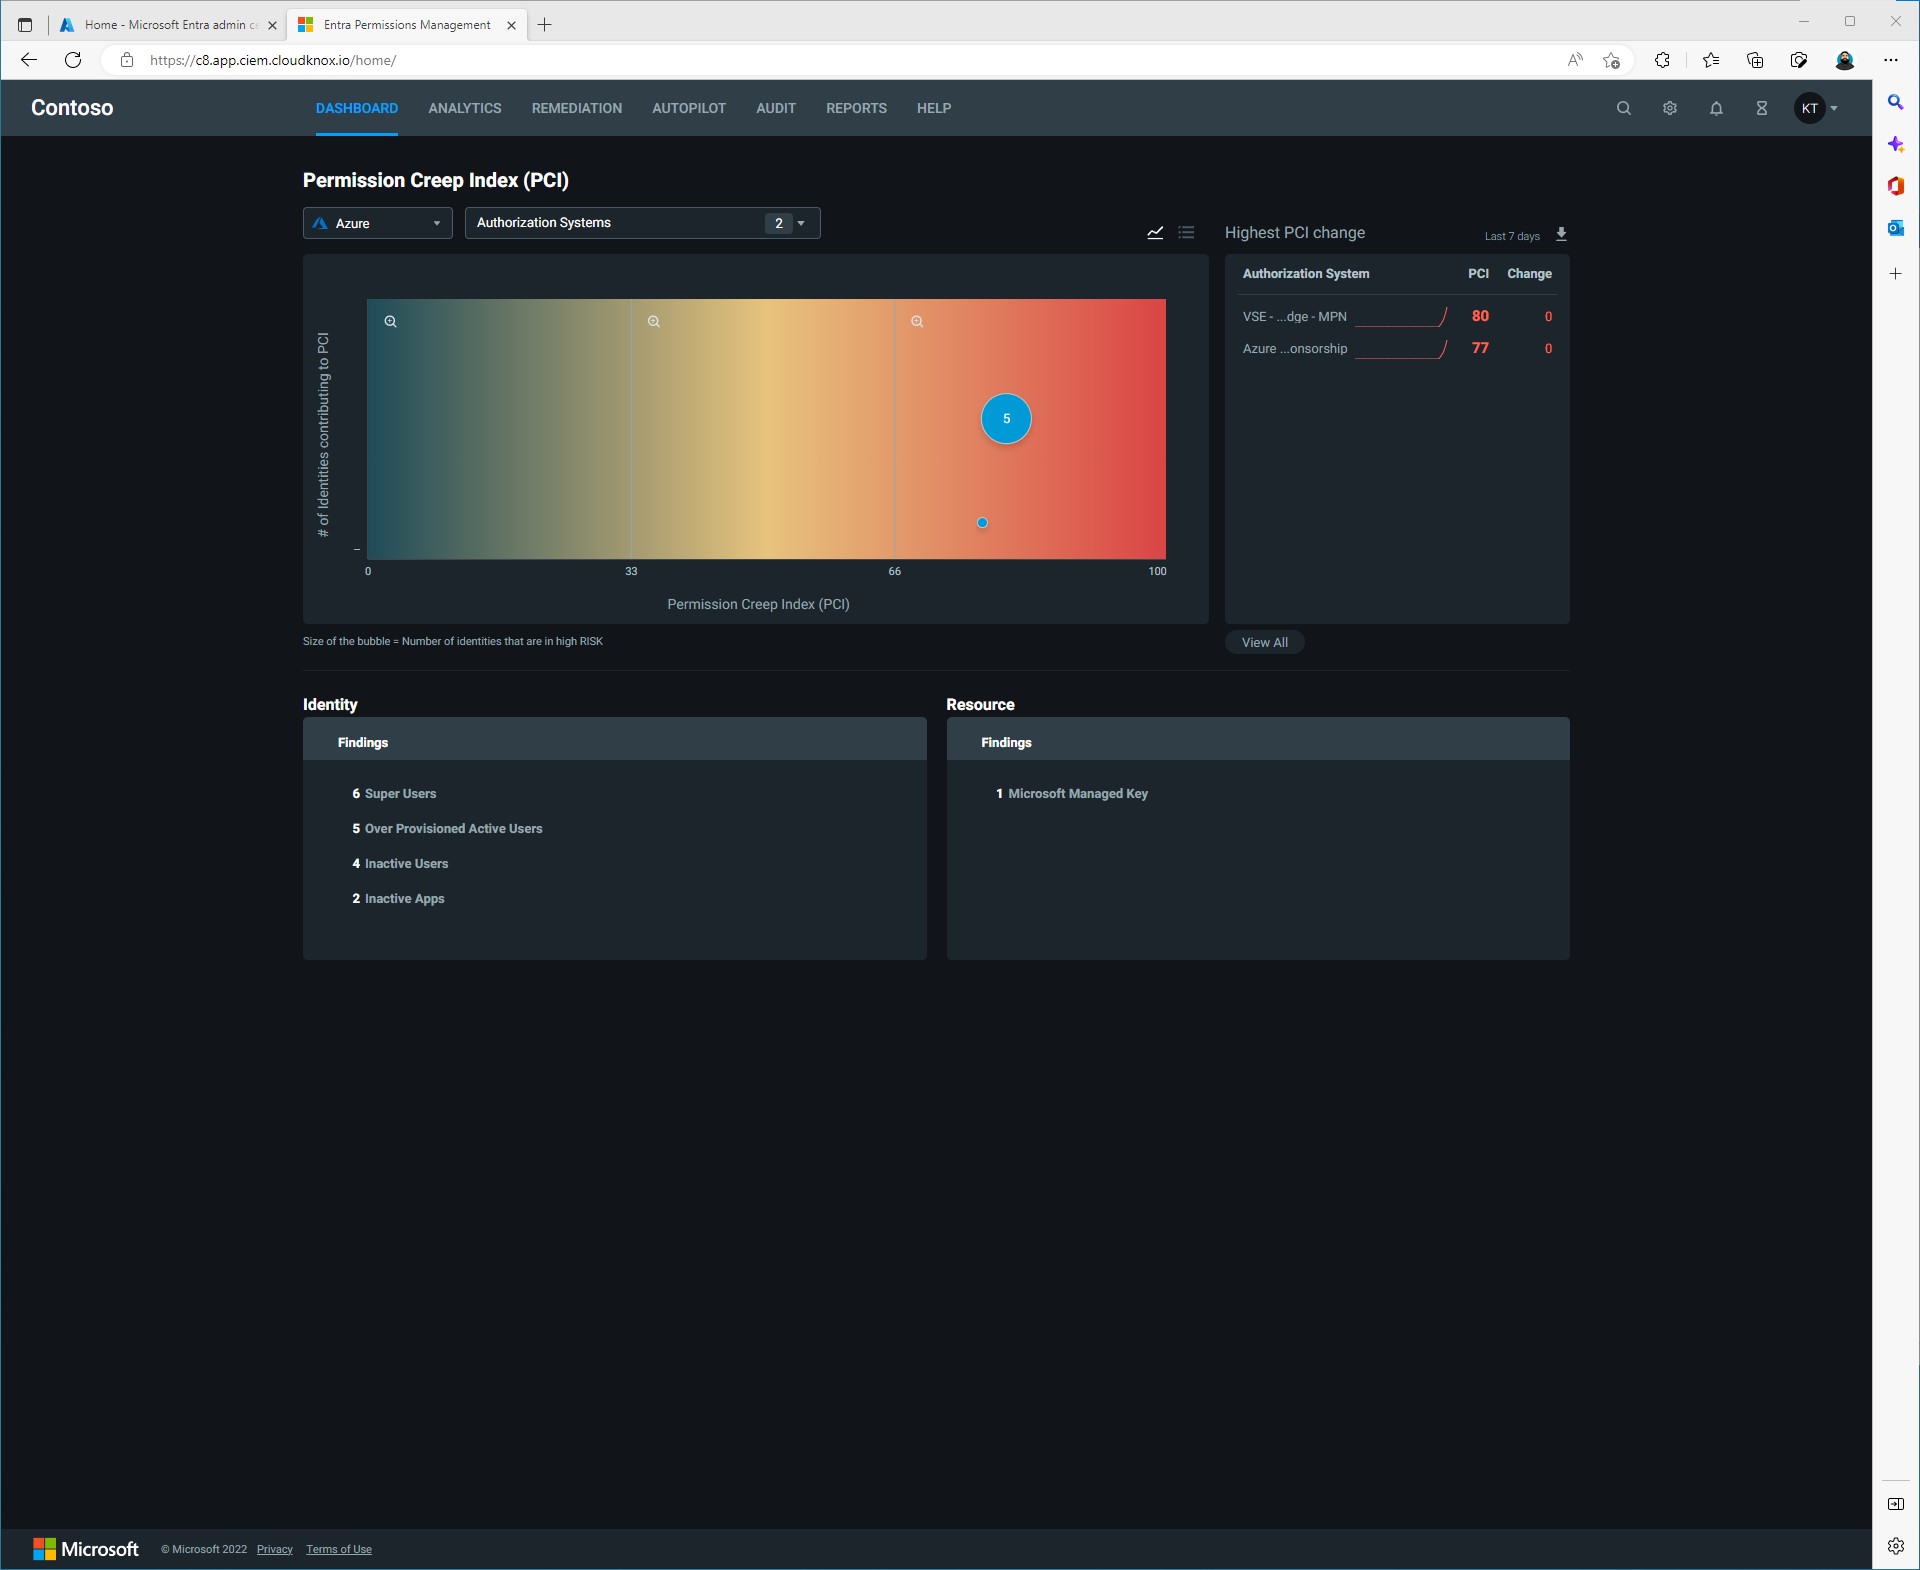 Home - Microsoft Entra admin ce
Entra Permissions Management
https://c8.app.ciem.cloudknox.io/home/
Contoso
DASHBOARD ANALYTICS REMEDIATION AUTOPILOT AUDIT REPORTS HELP
KT
Permission Creep Index (PCI)
Azure
Authorization Systems 2
Highest PCI change
Last 7 days
Authorization System PCI Change
VSE - ...dge - MPN 80 0
Azure ...onsorship 77 0
# of Identities contributing to PCI
5
–
0 33 66 100
Permission Creep Index (PCI)
Size of the bubble = Number of identities that are in high RISK
View All
Identity
Findings
6 Super Users
5 Over Provisioned Active Users
4 Inactive Users
2 Inactive Apps
Resource
Findings
1 Microsoft Managed Key
Microsoft © Microsoft 2022 Privacy Terms of Use